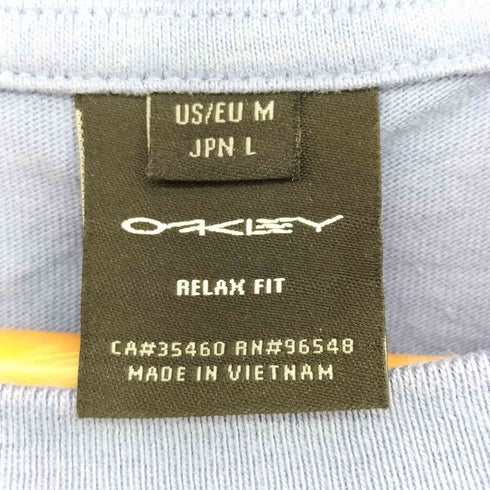 US/EU M
JPN L
OAKLEY
RELAX FIT
CA#35460 RN#96548
MADE IN VIETNAM